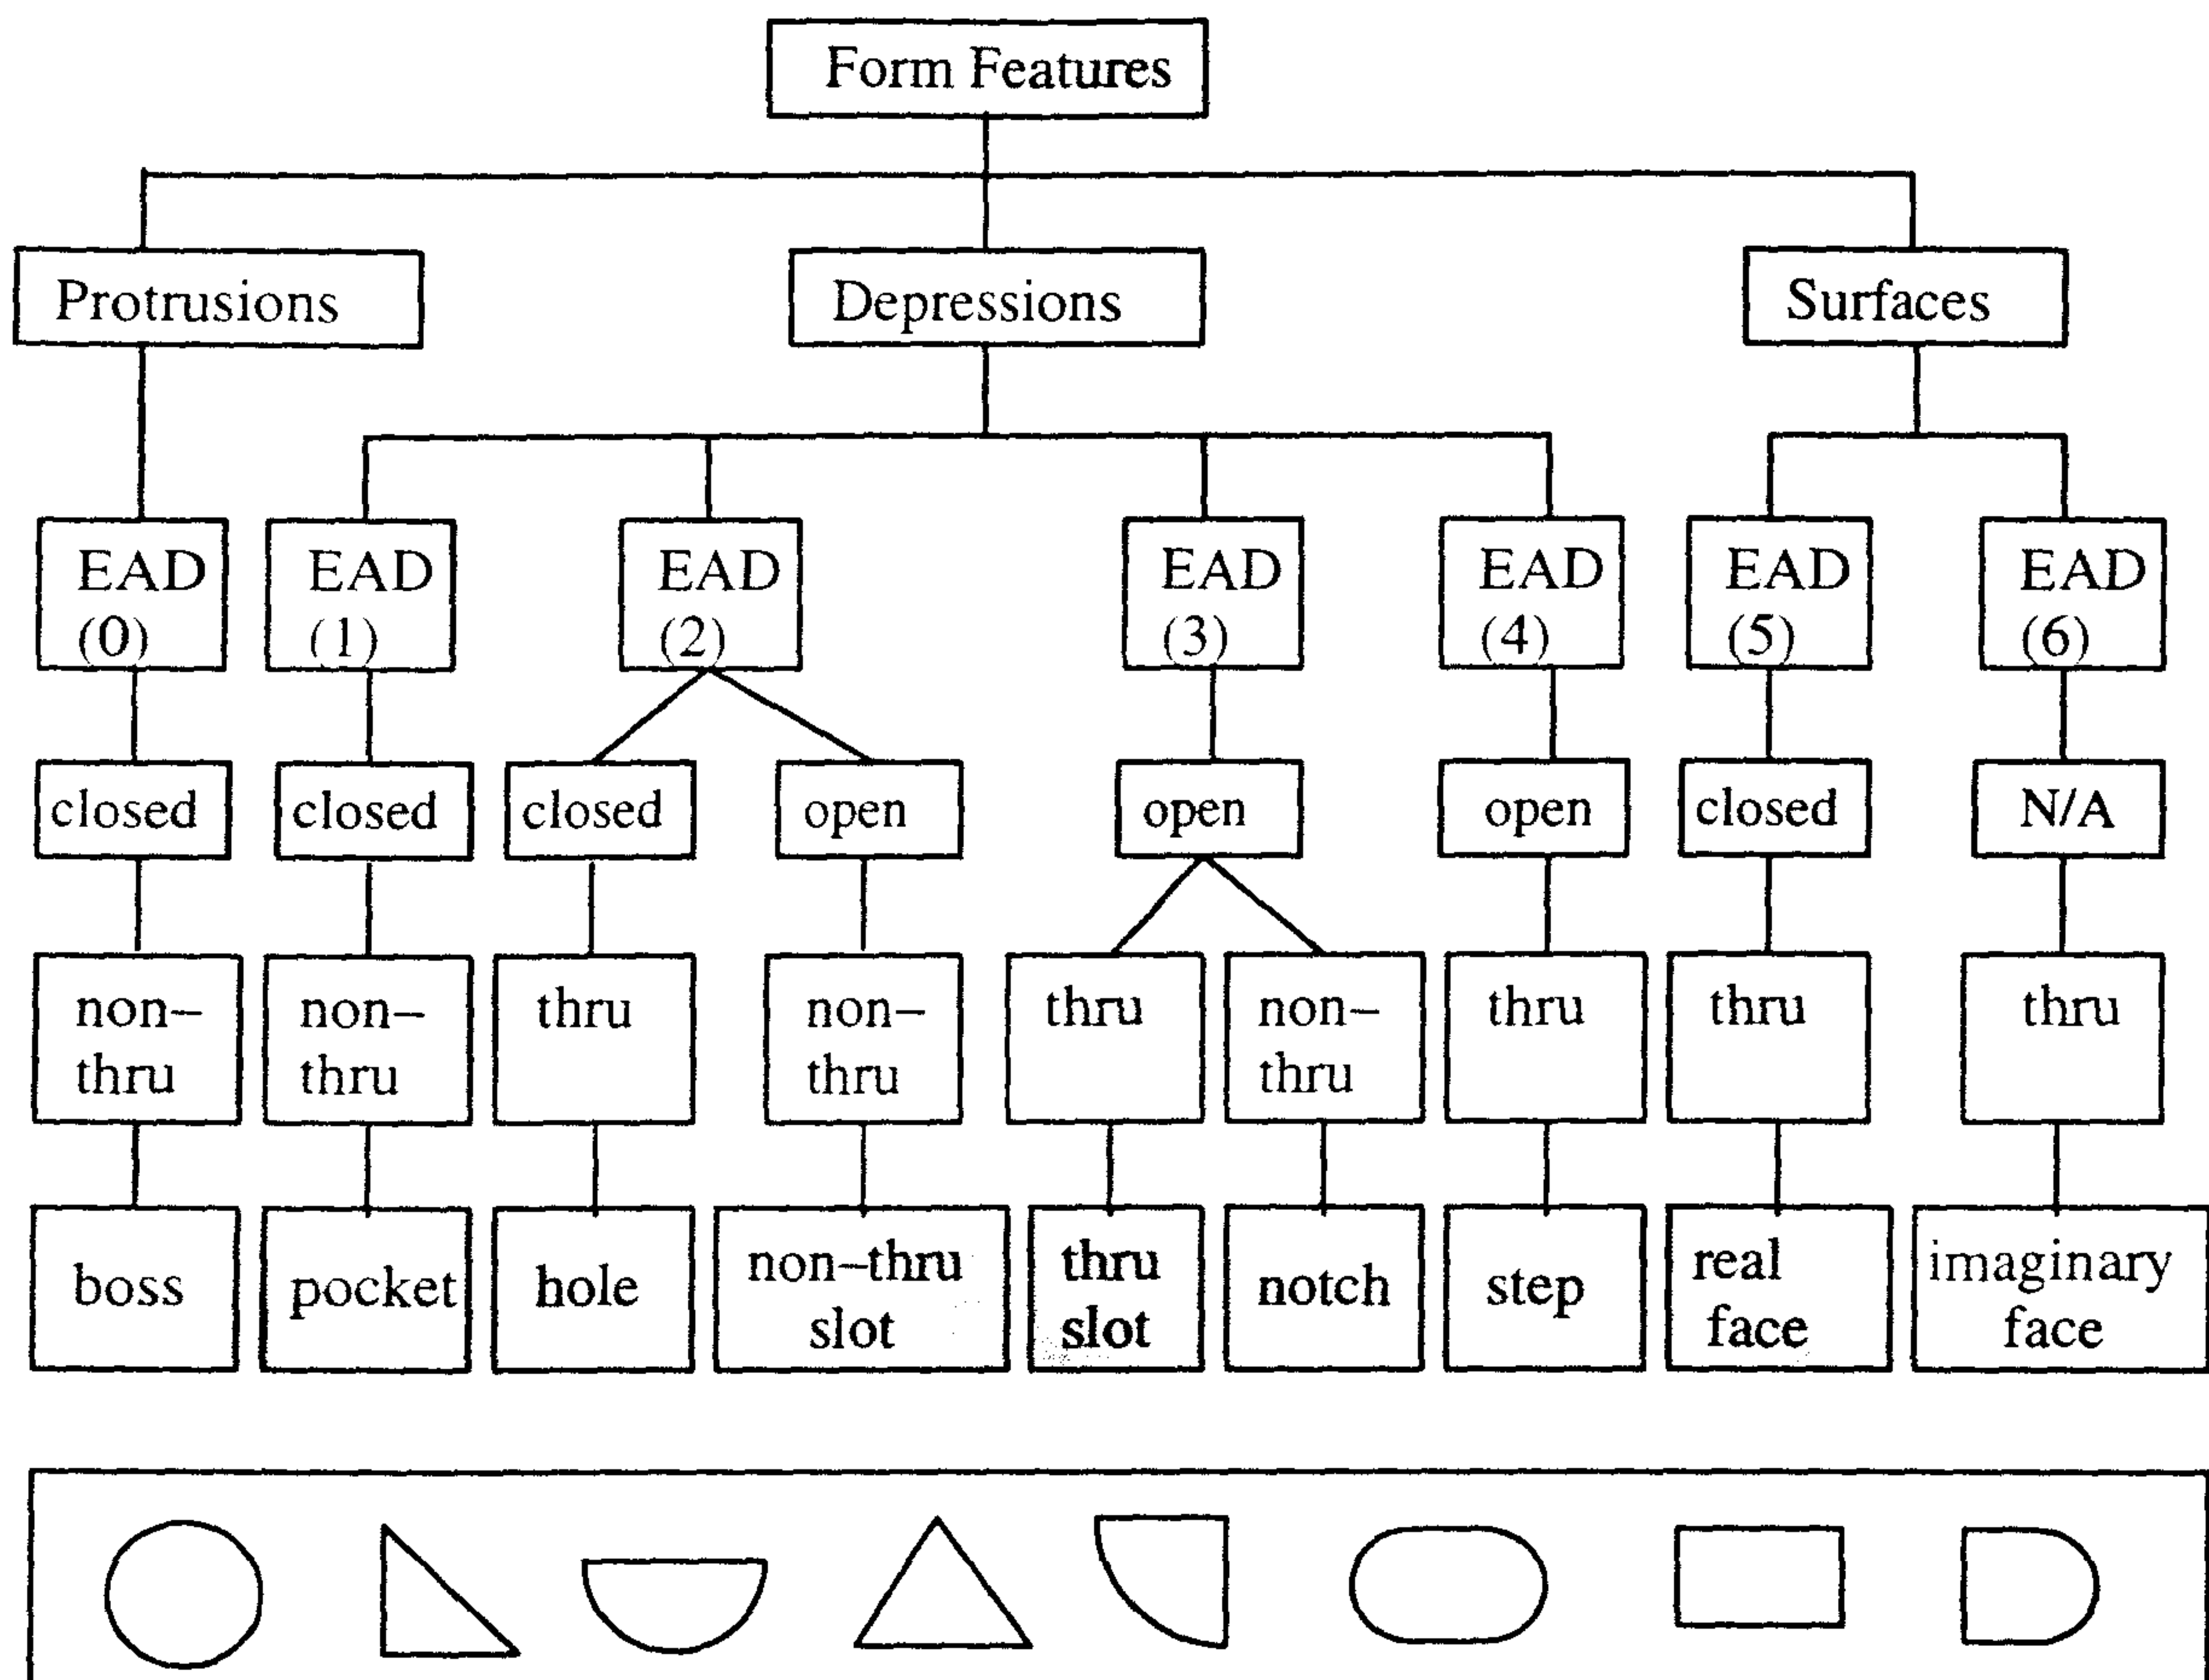 Form Features
Protrusions
Depressions
Surfaces
EAD
(0)
EAD
(1)
EAD
(2)
EAD
(3)
EAD
(4)
EAD
(5)
EAD
(6)
closed
closed
closed
open
open
open
closed
N/A
non–
thru
non–
thru
thru
non–
thru
thru
non–
thru
thru
thru
thru
boss
pocket
hole
non–thru
slot
thru
slot
notch
step
real
face
imaginary
face